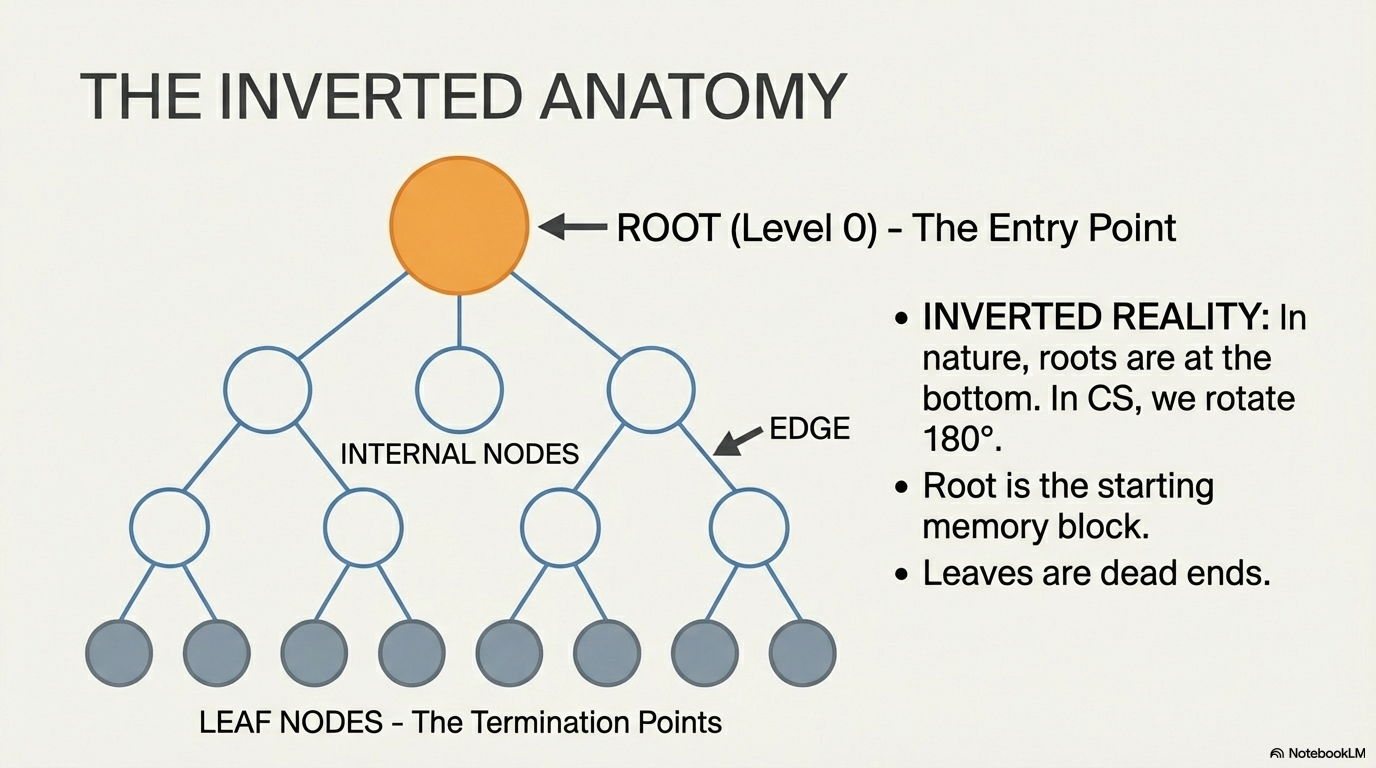 THE INVERTED ANATOMY
ROOT (Level 0) - The Entry Point
• INVERTED REALITY: In
nature, roots are at the
bottom. In CS, we rotate
180°.
• Root is the starting
memory block.
• Leaves are dead ends.
EDGE
INTERNAL NODES
LEAF NODES - The Termination Points
NotebookLM